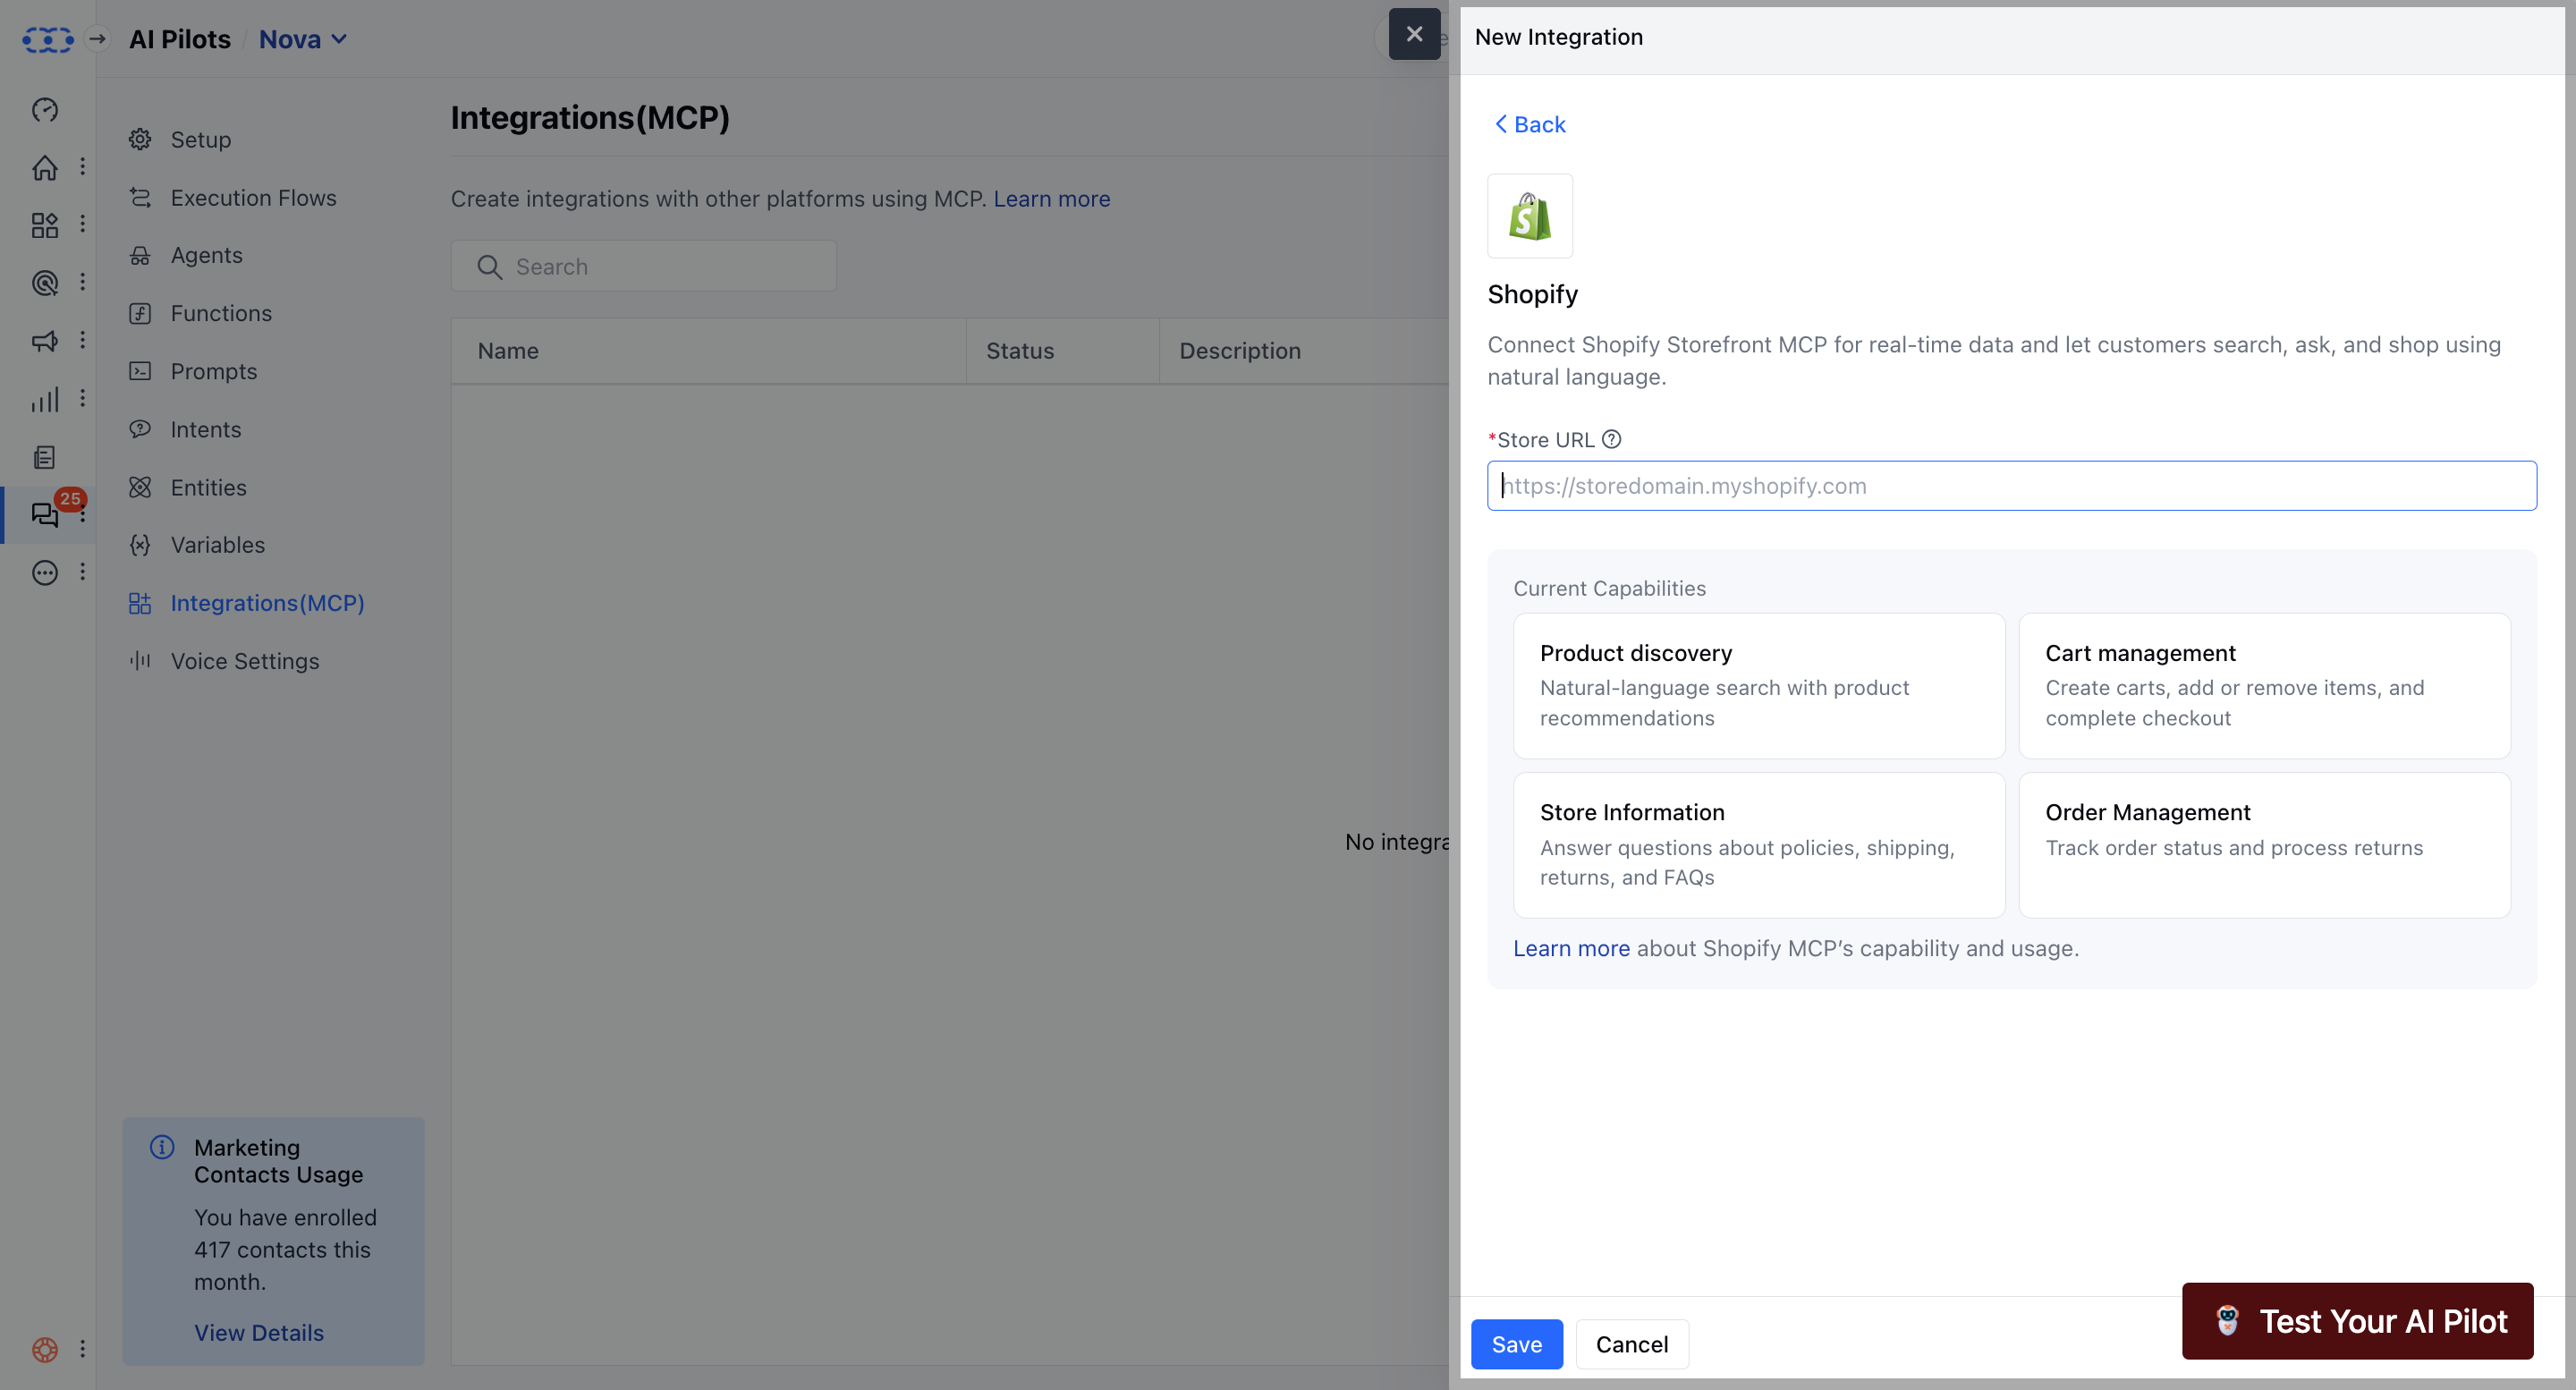 AI Pilots / Nova
New Integration
Setup
Execution Flows
Agents
Functions
Prompts
Intents
Entities
Variables
Integrations(MCP)
Voice Settings
25
Marketing
Contacts Usage
You have enrolled
417 contacts this
month.
View Details
Integrations(MCP)
Create integrations with other platforms using MCP. Learn more
Search
Name
Status
Description
No integra
Back
Shopify
Connect Shopify Storefront MCP for real-time data and let customers search, ask, and shop using
natural language.
*Store URL
https://storedomain.myshopify.com
Current Capabilities
Product discovery
Natural-language search with product
recommendations
Cart management
Create carts, add or remove items, and
complete checkout
Store Information
Answer questions about policies, shipping,
returns, and FAQs
Order Management
Track order status and process returns
Learn more about Shopify MCP’s capability and usage.
Save
Cancel
Test Your AI Pilot